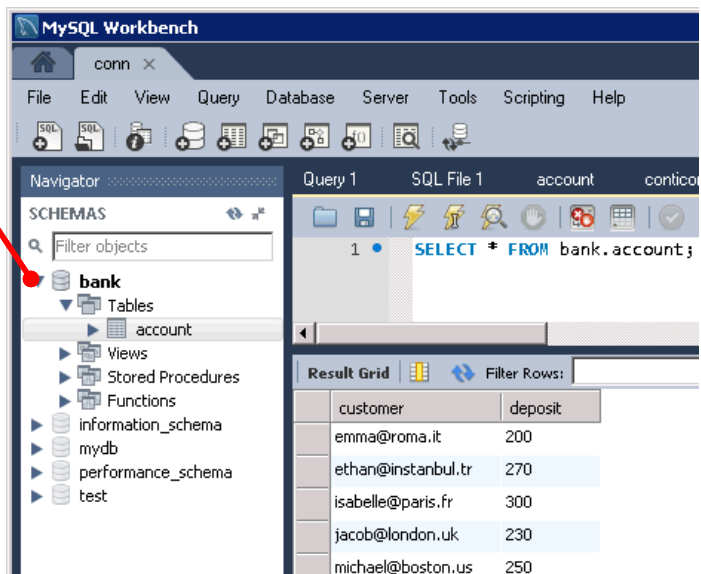 MySQL Workbench
conn ×
File Edit View Query Database Server Tools Scripting Help
SQL SQL
Navigator
Query 1 SQL File 1 account
SCHEMAS
Filter objects
1 SELECT * FROM bank.account;
bank
Tables
account
Views
Stored Procedures
Functions
information_schema
mydb
performance_schema
test
Result Grid Filter Rows:
customer deposit
emma@roma.it 200
ethan@instanbul.tr 270
isabelle@paris.fr 300
jacob@london.uk 230
michael@boston.us 250